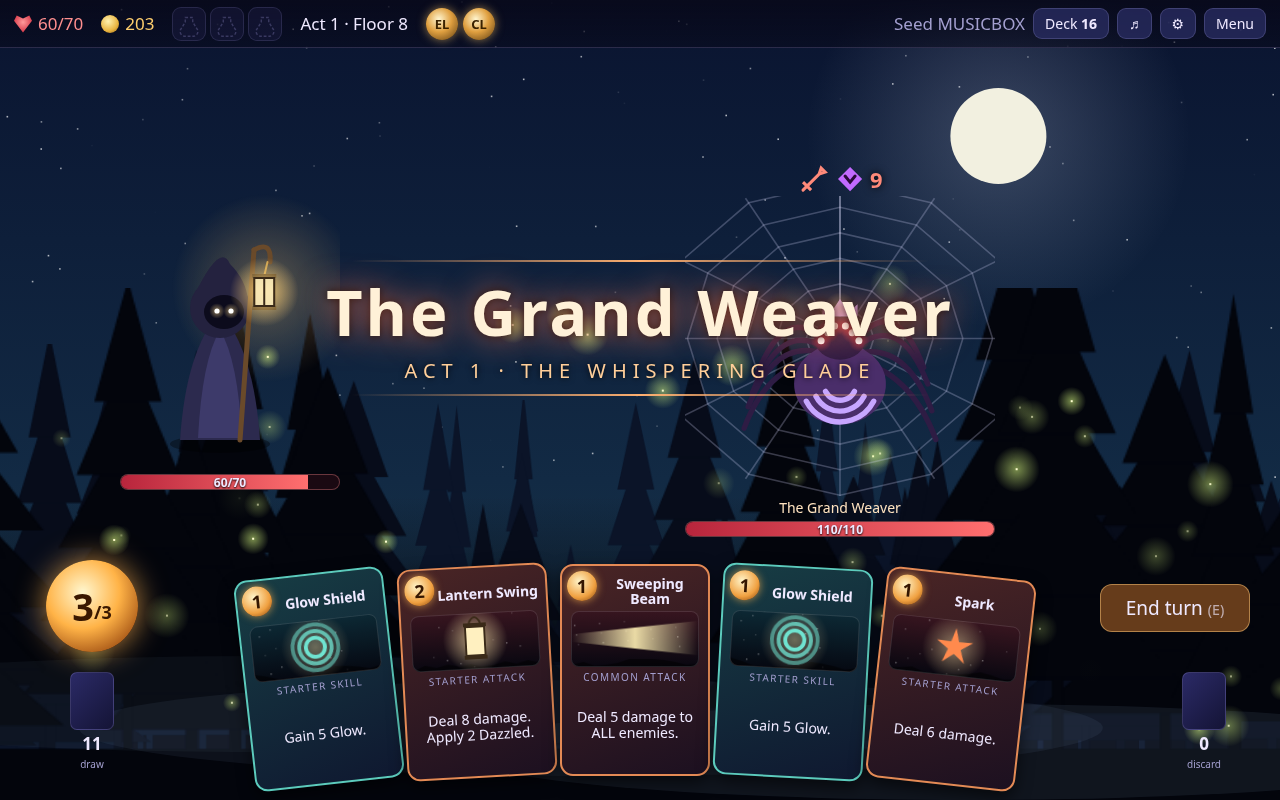 60/70
203
Act 1 · Floor 8
EL
CL
Seed MUSICBOX
Deck 16
Menu
9
The Grand Weaver
ACT 1 · THE WHISPERING GLADE
60/70
The Grand Weaver
110/110
3/3
End turn (E)
1
Glow Shield
STARTER SKILL
Gain 5 Glow.
2
Lantern Swing
STARTER ATTACK
Deal 8 damage.
Apply 2 Dazzled.
1
Sweeping
Beam
COMMON ATTACK
Deal 5 damage to
ALL enemies.
1
Glow Shield
STARTER SKILL
Gain 5 Glow.
1
Spark
STARTER ATTACK
Deal 6 damage.
11
draw
0
discard